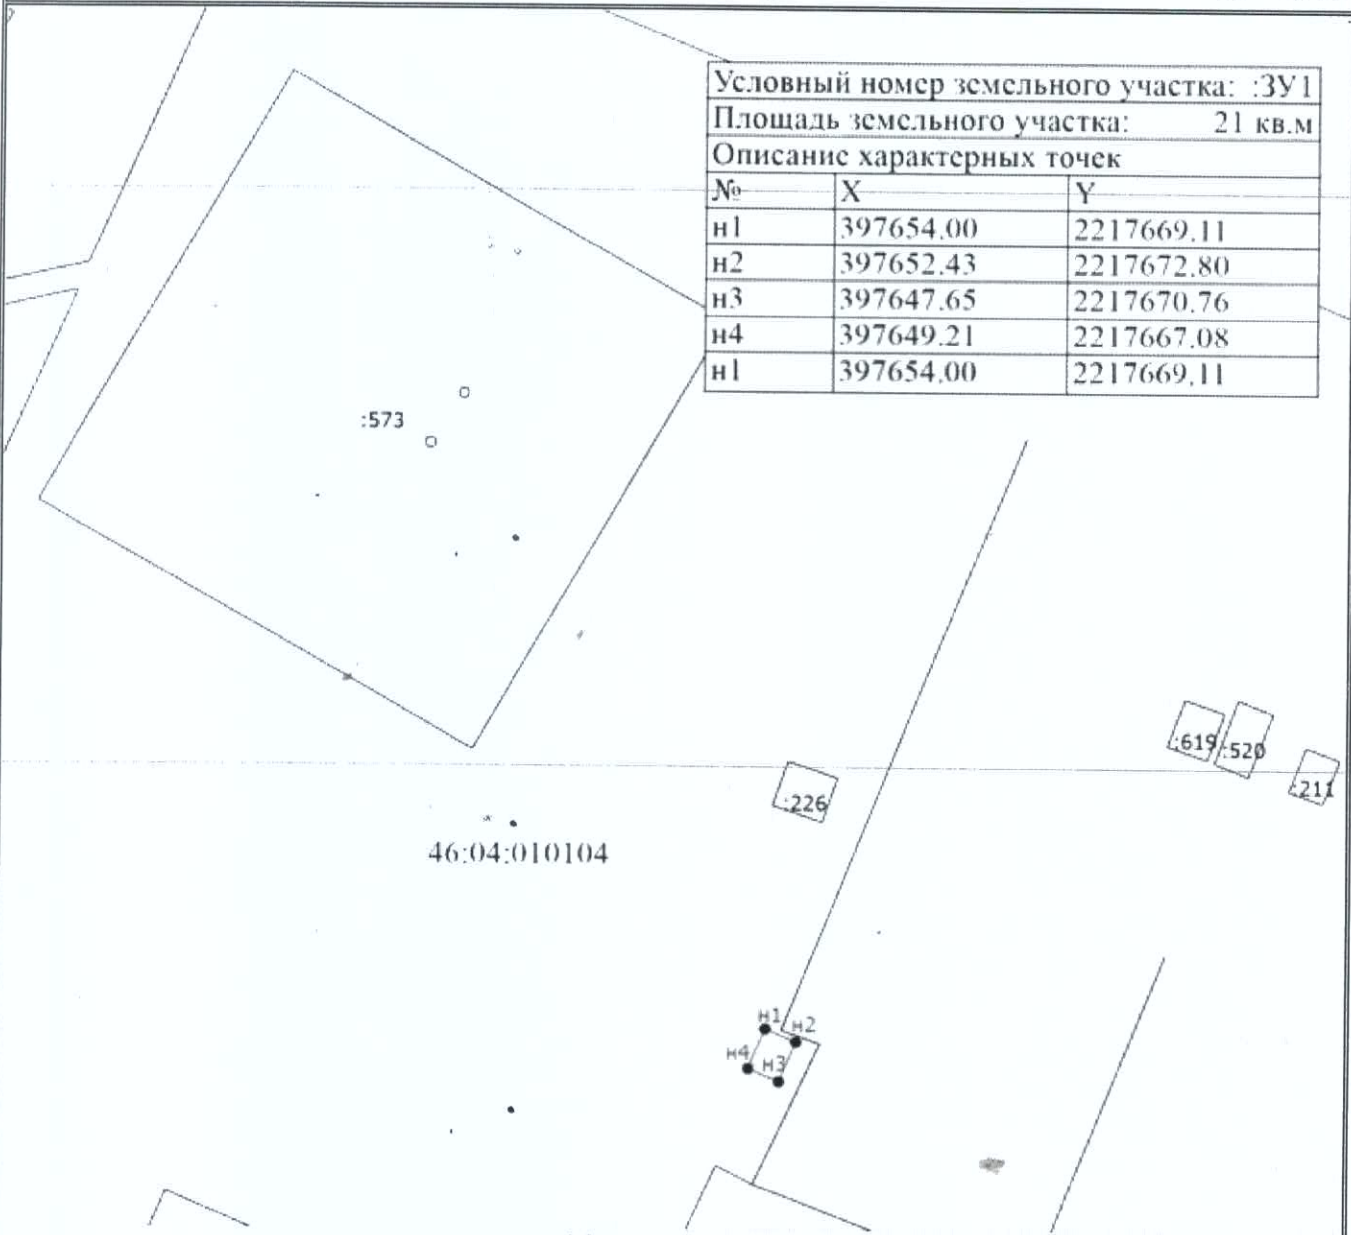 Условный номер земельного участка: :ЗУ1
Площадь земельного участка: 21 кв.м
Описание характерных точек
№ X Y
н1 397654.00 2217669.11
н2 397652.43 2217672.80
н3 397647.65 2217670.76
н4 397649.21 2217667.08
н1 397654.00 2217669.11
:573
:619 :520
:211
:226
46:04:010104
н1 н2
н4 н3